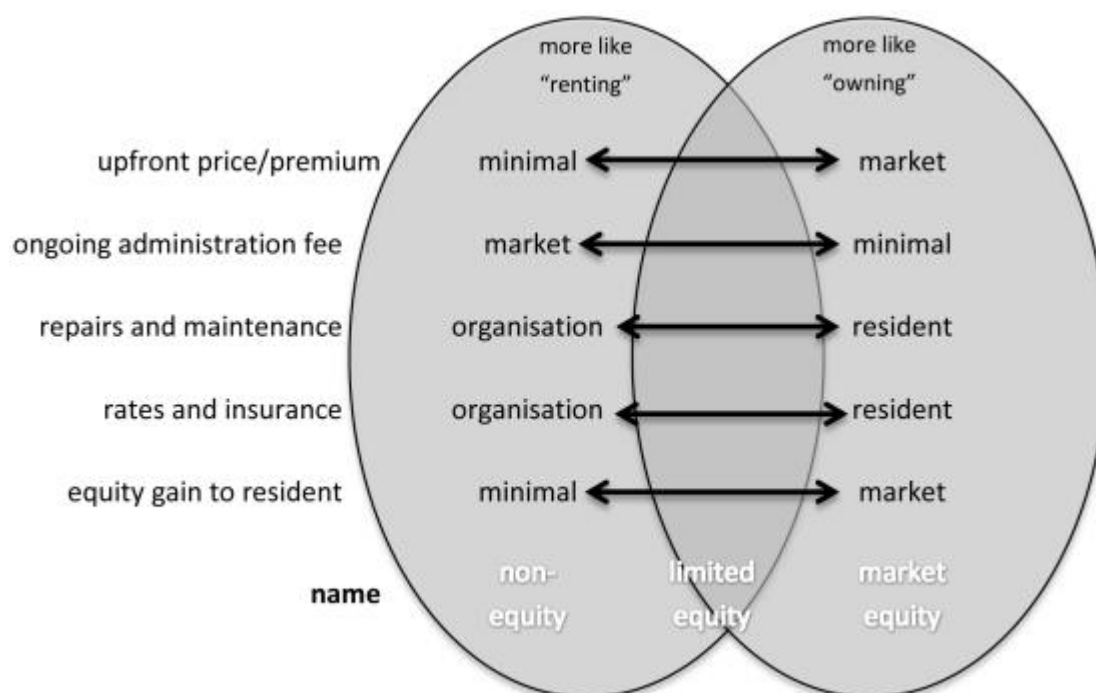 more like
“renting”
more like
“owning”
upfront price/premium minimal market
ongoing administration fee market minimal
repairs and maintenance organisation resident
rates and insurance organisation resident
equity gain to resident minimal market
name
non-
equity
limited
equity
market
equity